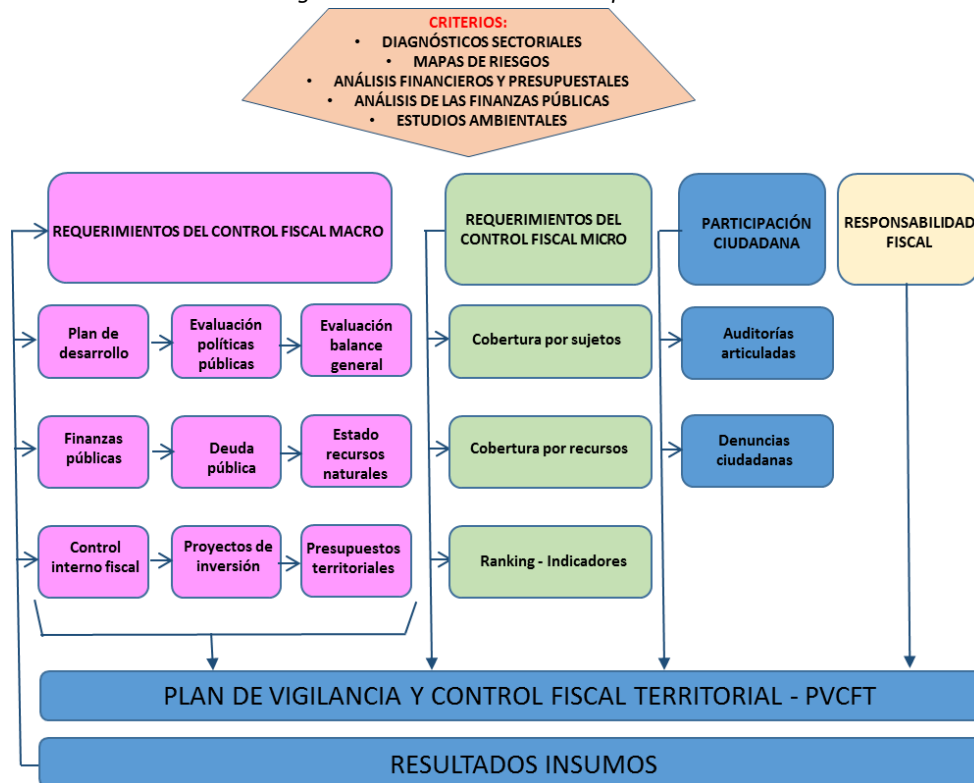 CRITERIOS:
• DIAGNÓSTICOS SECTORIALES
• MAPAS DE RIESGOS
• ANÁLISIS FINANCIEROS Y PRESUPUESTALES
• ANÁLISIS DE LAS FINANZAS PÚBLICAS
• ESTUDIOS AMBIENTALES
REQUERIMIENTOS DEL CONTROL FISCAL MACRO
REQUERIMIENTOS DEL
CONTROL FISCAL MICRO
PARTICIPACIÓN
CIUDADANA
RESPONSABILIDAD
FISCAL
Plan de
desarrollo
Evaluación
políticas
públicas
Evaluación
balance
general
Cobertura por sujetos
Auditorías
articuladas
Finanzas
públicas
Deuda
pública
Estado
recursos
naturales
Cobertura por recursos
Denuncias
ciudadanas
Control
interno fiscal
Proyectos de
inversión
Presupuestos
territoriales
Ranking - Indicadores
PLAN DE VIGILANCIA Y CONTROL FISCAL TERRITORIAL - PVCFT
RESULTADOS INSUMOS